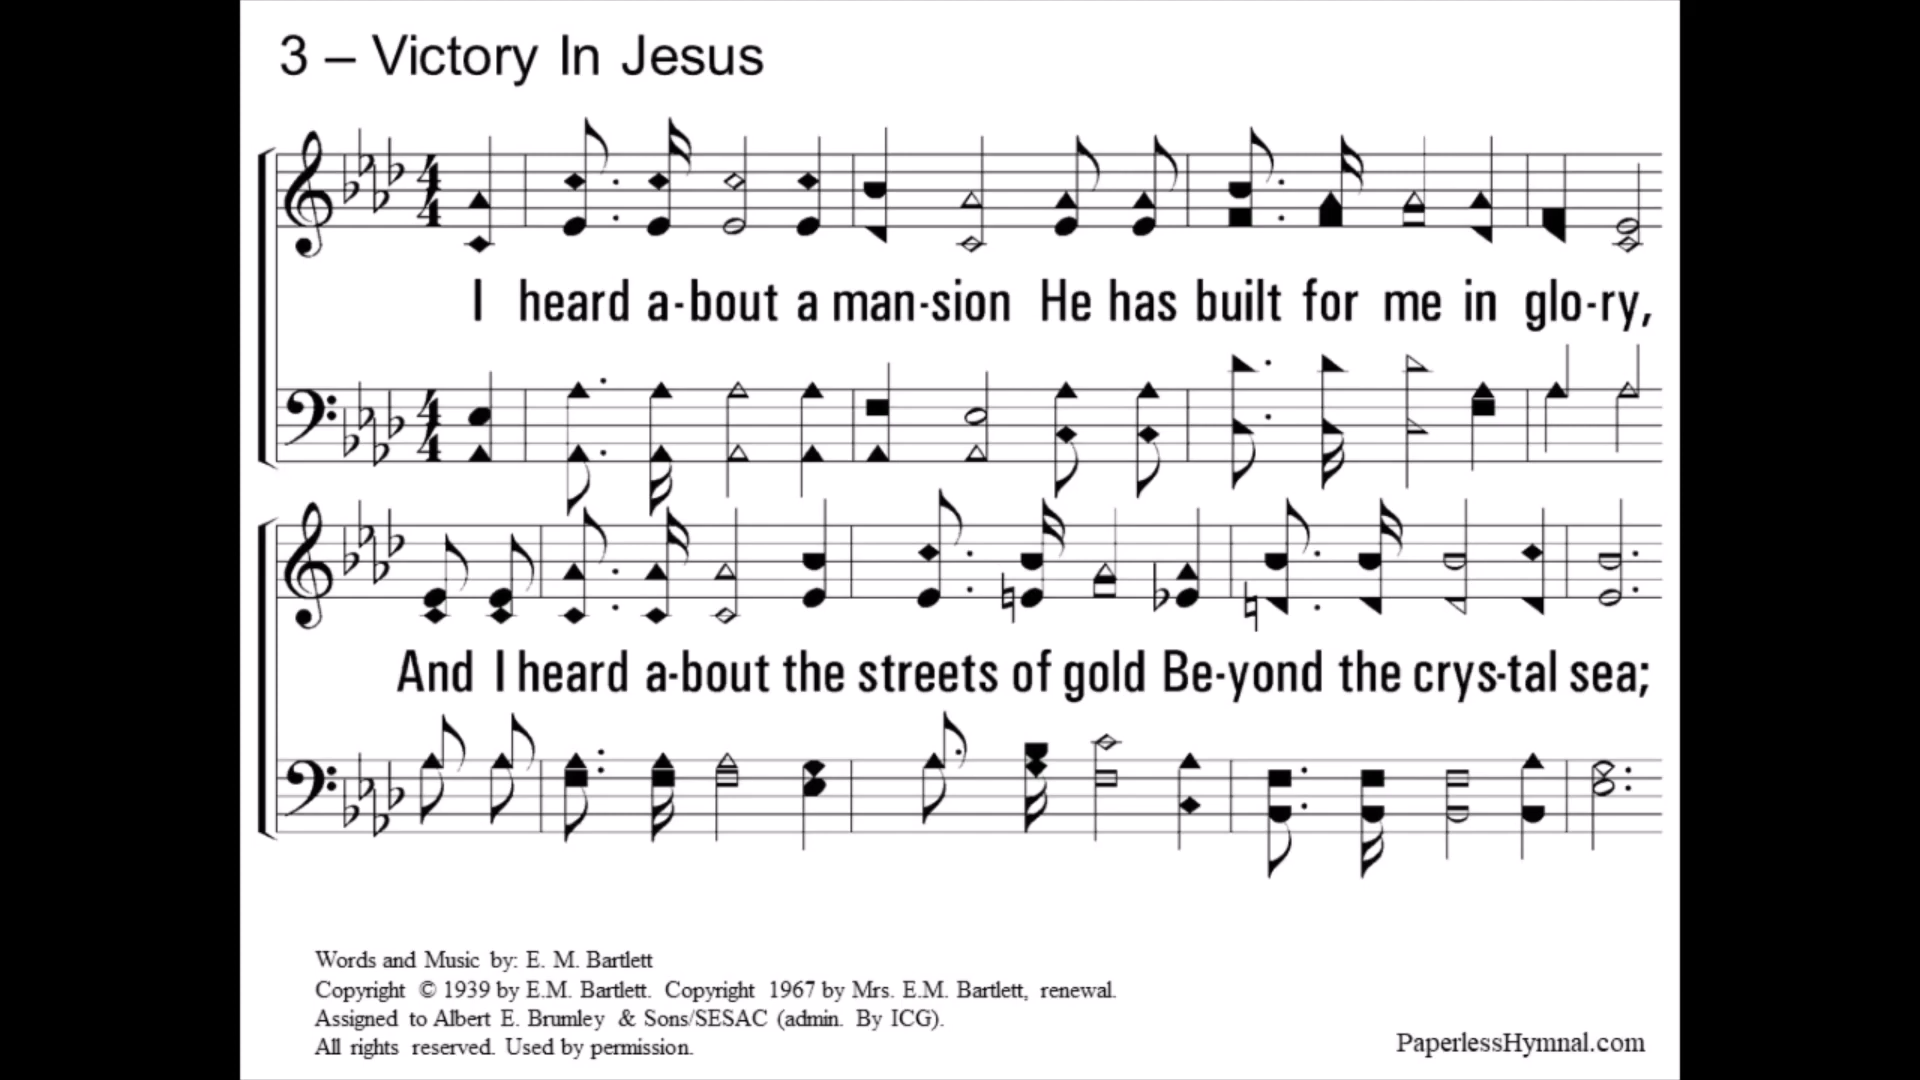 3 – Victory In Jesus
I heard a-bout a man-sion He has built for me in glo-ry,
And I heard a-bout the streets of gold Be-yond the crys-tal sea;
Words and Music by: E. M. Bartlett
Copyright © 1939 by E.M. Bartlett. Copyright 1967 by Mrs. E.M. Bartlett, renewal.
Assigned to Albert E. Brumley & Sons/SESAC (admin. By ICG).
All rights reserved. Used by permission.
PaperlessHymnal.com